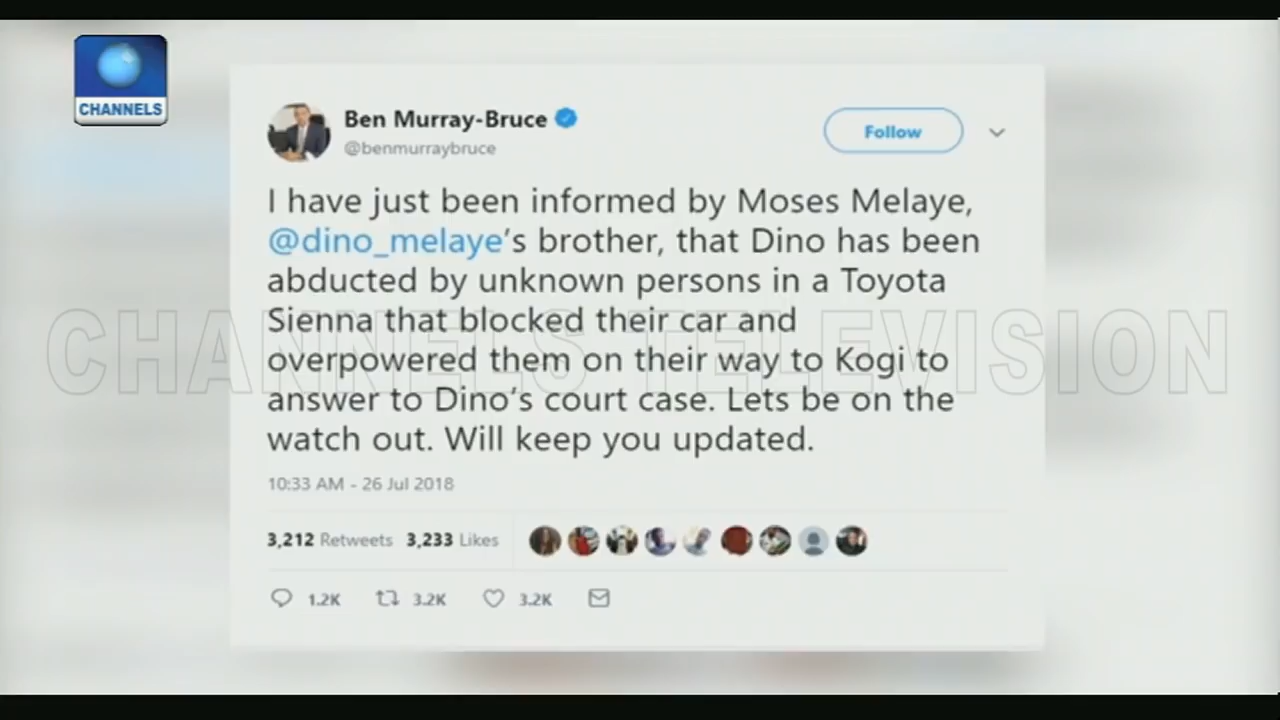 CHANNELS
Ben Murray-Bruce
@benmurraybruce
Follow
I have just been informed by Moses Melaye,
@dino_melaye's brother, that Dino has been
abducted by unknown persons in a Toyota
Sienna that blocked their car and
overpowered them on their way to Kogi to
answer to Dino's court case. Lets be on the
watch out. Will keep you updated.
CHANNELS TELEVISION
10:33 AM - 26 Jul 2018
3,212 Retweets 3,233 Likes
1.2K 3.2K 3.2K